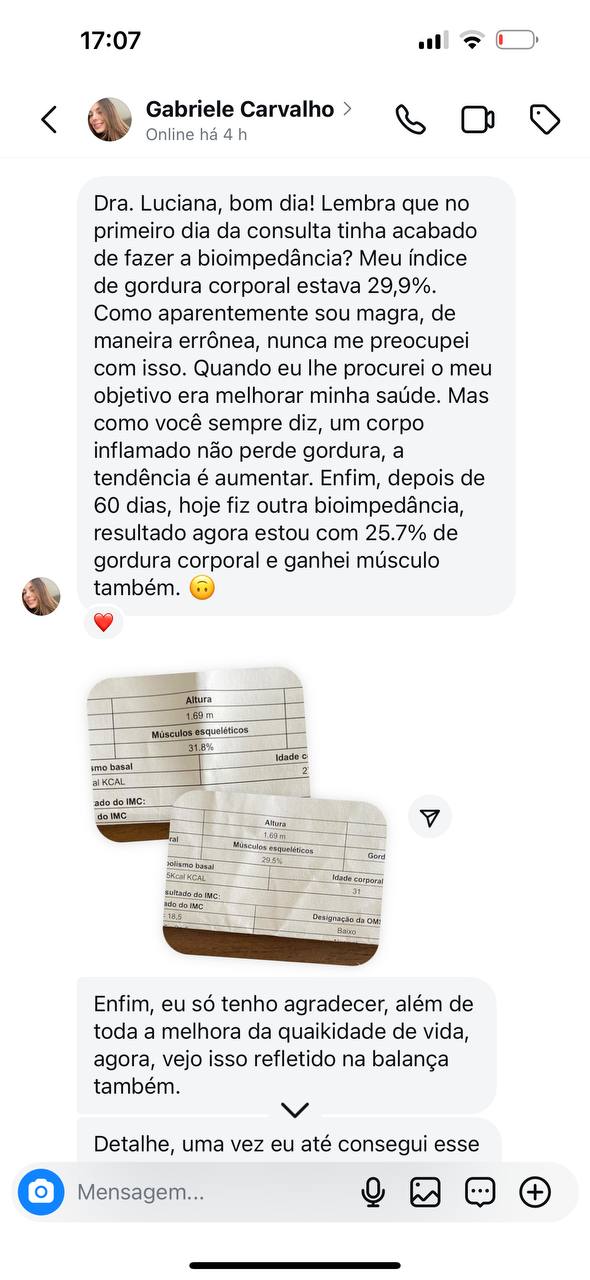 17:07
Gabriele Carvalho
Online há 4 h
Dra. Luciana, bom dia! Lembra que no
primeiro dia da consulta tinha acabado
de fazer a bioimpedância? Meu índice
de gordura corporal estava 29,9%.
Como aparentemente sou magra, de
maneira errônea, nunca me preocupei
com isso. Quando eu lhe procurei o meu
objetivo era melhorar minha saúde. Mas
como você sempre diz, um corpo
inflamado não perde gordura, a
tendência é aumentar. Enfim, depois de
60 dias, hoje fiz outra bioimpedância,
resultado agora estou com 25.7% de
gordura corporal e ganhei músculo
também. 🙃
Altura
1.69 m
Músculos esqueléticos
31.8%
smo basal
Idade c
al KCAL
2
ado do IMC:
do IMC
Altura
1.69 m
ral
Músculos esqueléticos
29.5%
Gord
olismo basal
5Kcal KCAL
Idade corporal
31
sultado do IMC:
ado do IMC
18,5
Designação da OMS
Baixo
Enfim, eu só tenho agradecer, além de
toda a melhora da quaikidade de vida,
agora, vejo isso refletido na balança
também.
Detalhe, uma vez eu até consegui esse
Mensagem...